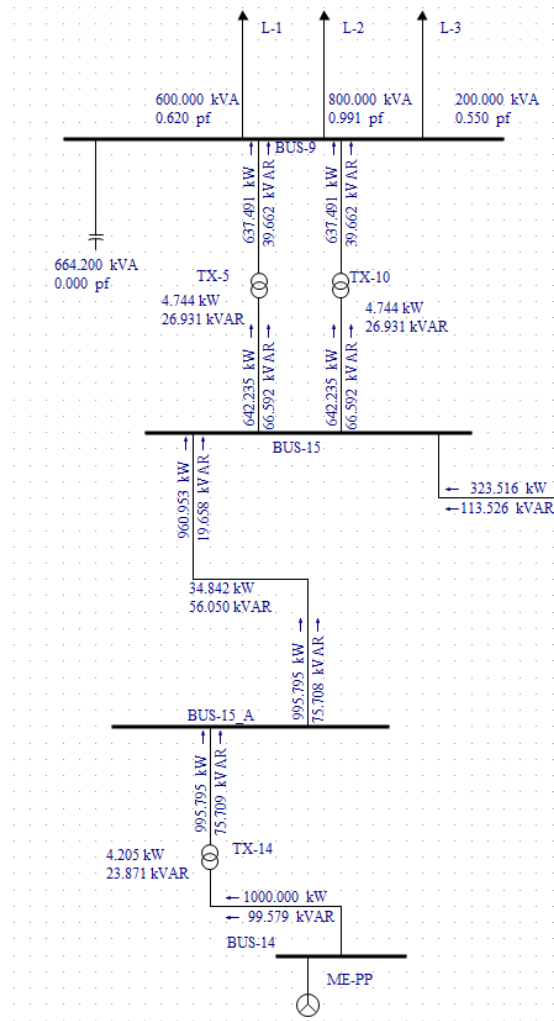 L-1
L-2
L-3
600.000 kVA
0.620 pf
800.000 kVA
0.991 pf
200.000 kVA
0.550 pf
BUS-9
637.491 kW
39.662 kVAR
637.491 kW
39.662 kVAR
664.200 kVA
0.000 pf
TX-5
TX-10
4.744 kW
26.931 kVAR
4.744 kW
26.931 kVAR
642.235 kW
66.592 kVAR
642.235 kW
66.592 kVAR
BUS-15
960.953 kW
19.658 kVAR
323.516 kW
113.526 kVAR
34.842 kW
56.050 kVAR
995.795 kW
75.708 kVAR
BUS-15_A
995.795 kW
75.709 kVAR
TX-14
4.205 kW
23.871 kVAR
1000.000 kW
99.579 kVAR
BUS-14
ME-PP